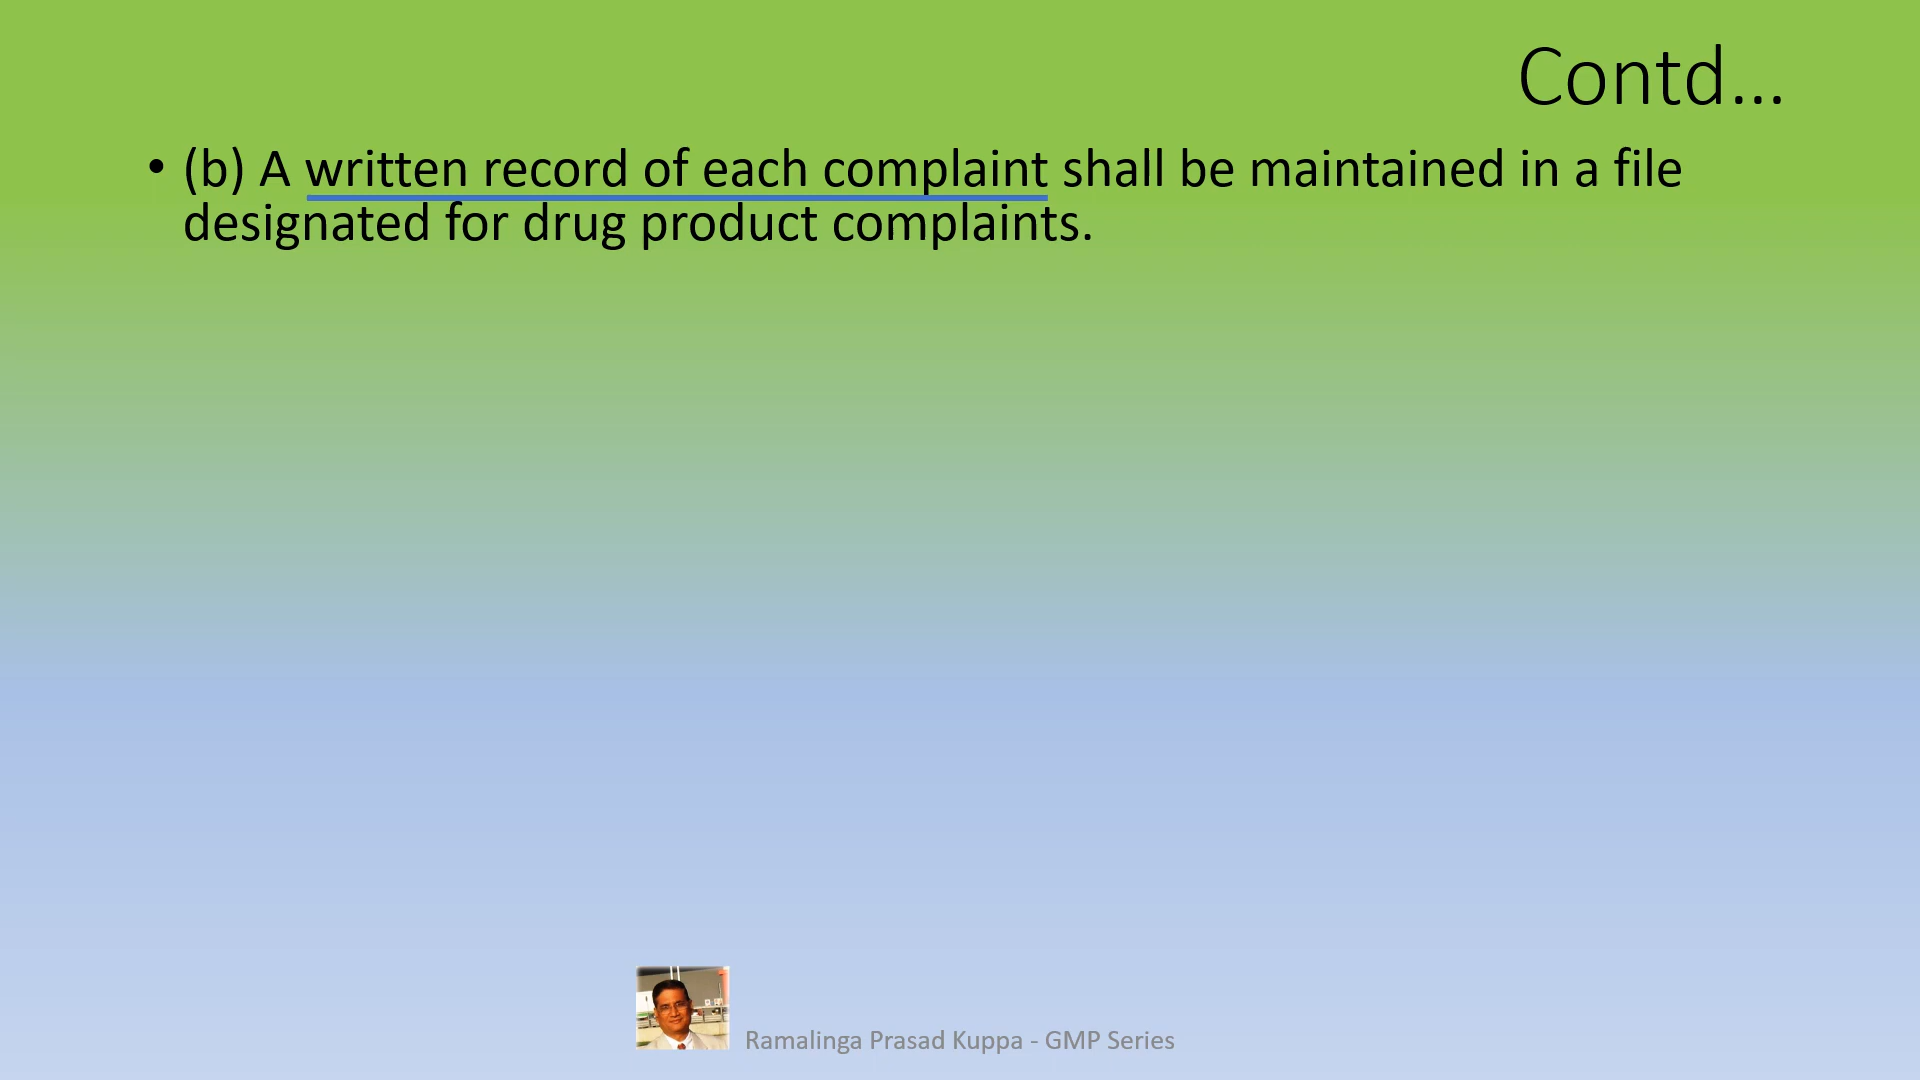 Contd...
• (b) A written record of each complaint shall be maintained in a file
designated for drug product complaints.
Ramalinga Prasad Kuppa - GMP Series